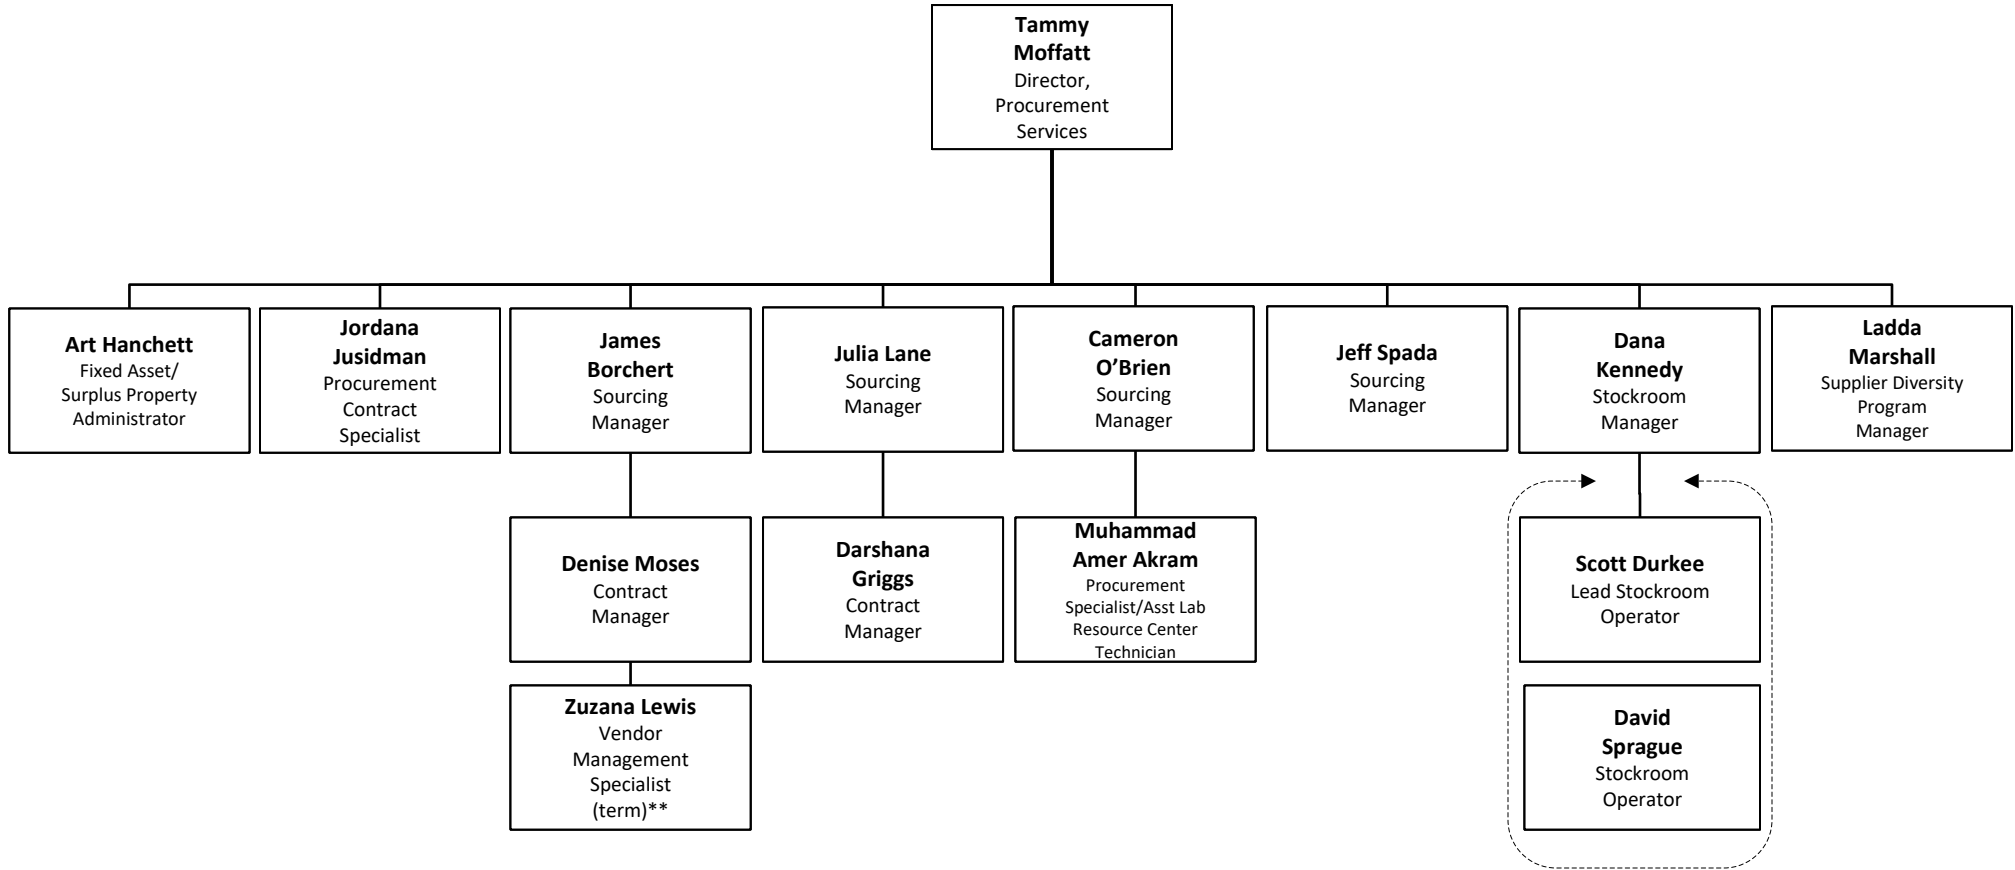 Tammy
Moffatt
Director,
Procurement
Services
Art Hanchett
Fixed Asset/
Surplus Property
Administrator
Jordana
Jusidman
Procurement
Contract
Specialist
James
Borchert
Sourcing
Manager
Julia Lane
Sourcing
Manager
Cameron
O’Brien
Sourcing
Manager
Jeff Spada
Sourcing
Manager
Dana
Kennedy
Stockroom
Manager
Ladda
Marshall
Supplier Diversity
Program
Manager
Denise Moses
Contract
Manager
Darshana
Griggs
Contract
Manager
Muhammad
Amer Akram
Procurement
Specialist/Asst Lab
Resource Center
Technician
Scott Durkee
Lead Stockroom
Operator
Zuzana Lewis
Vendor
Management
Specialist
(term)**
David
Sprague
Stockroom
Operator